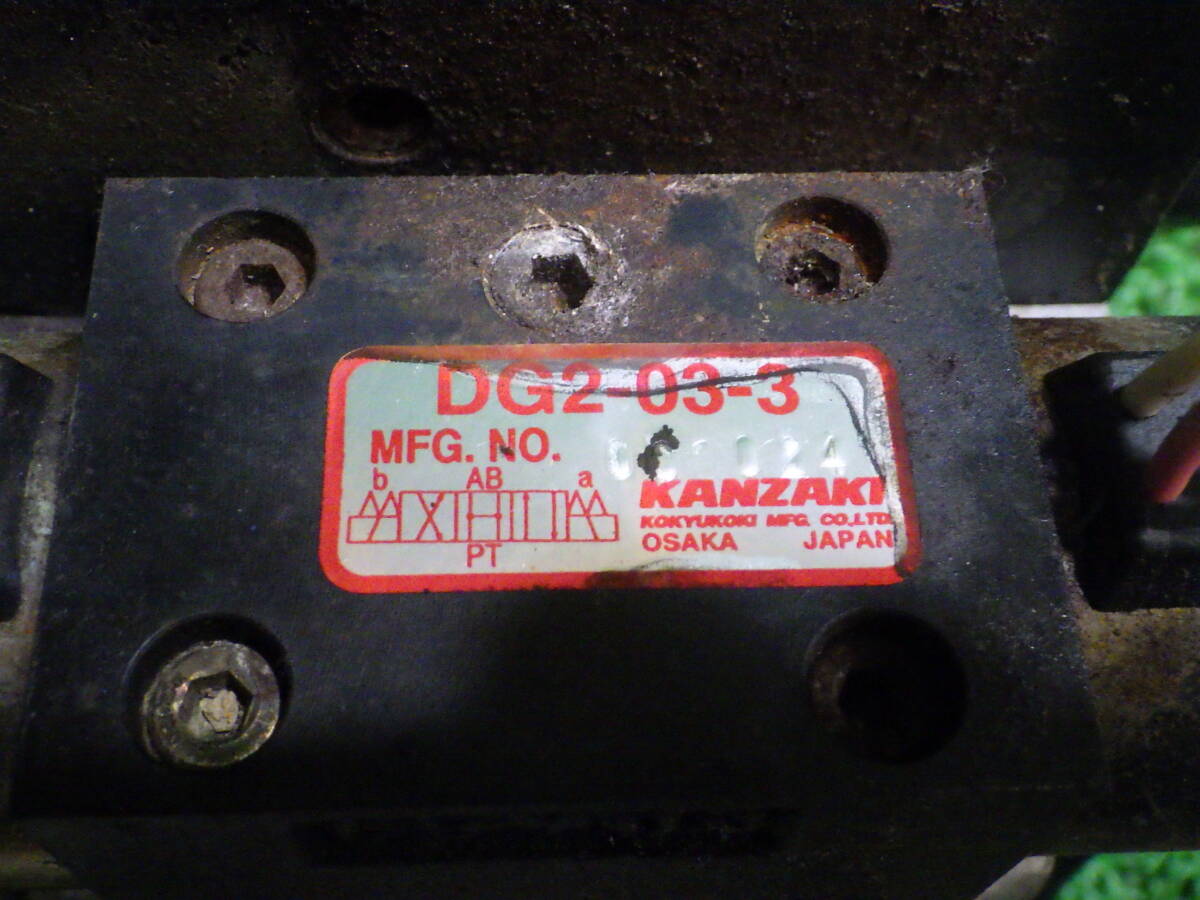 DG2-03-3
MFG. NO.
b AB a
PT
KANZAKI
KOKYUKOKI MFG. CO.,LTD.
OSAKA JAPAN